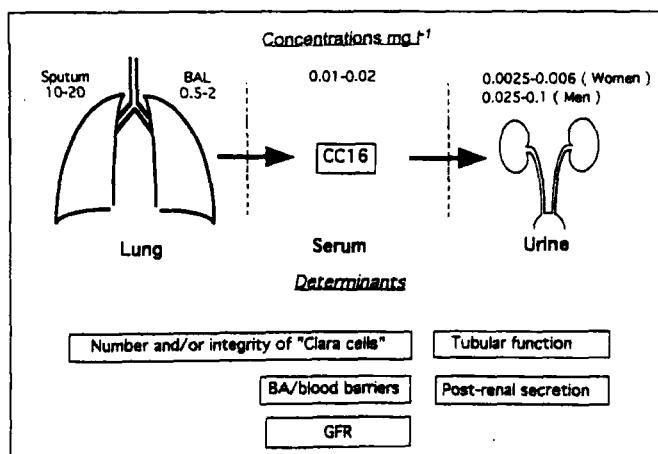 Concentrations mg l-1
Sputum
10-20
BAL
0.5-2
0.01-0.02
0.0025-0.006 ( Women )
0.025-0.1 ( Men )
CC16
Lung
Serum
Urine
Determinants
Number and/or integrity of "Clara cells"
Tubular function
BA/blood barriers
Post-renal secretion
GFR